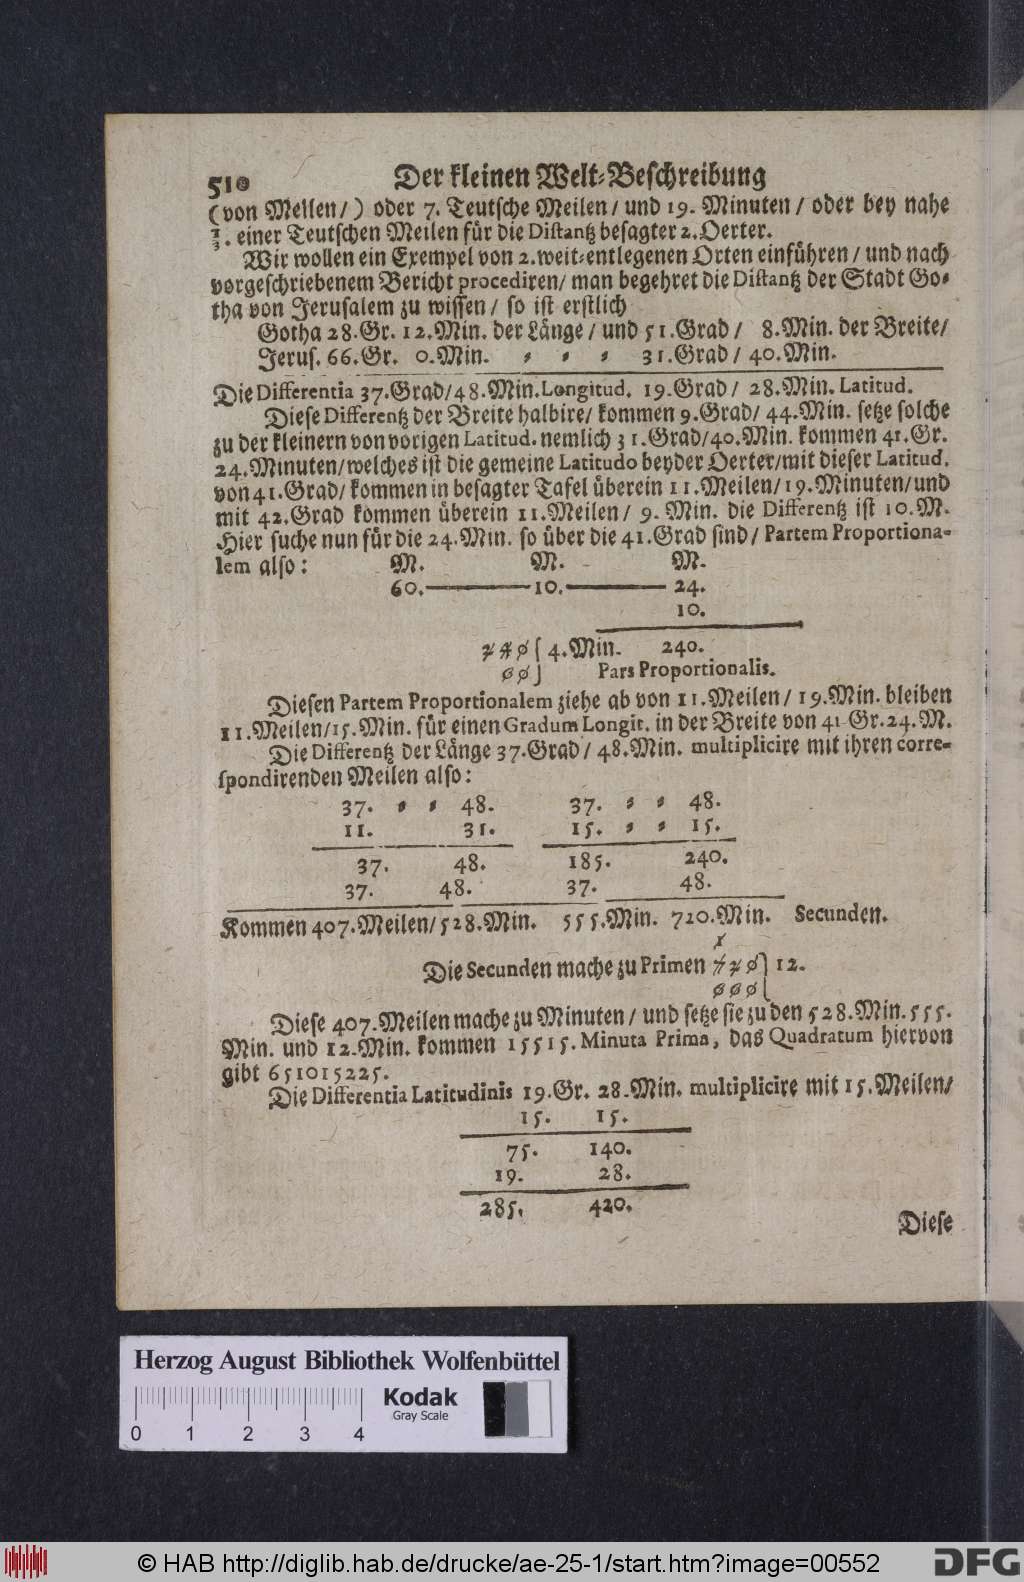 510 Der kleinen Welt-Beschreibung
(von Meilen/) oder 7. Teutsche Meilen/ und 19. Minuten/ oder bey nahe
1/3. einer Teutschen Meilen für die Distantz besagter 2. Oerter.
Wir wollen ein Exempel von 2. weit-entlegenen Orten einführen/ und nach
vorgeschriebenem Bericht procediren/ man begehret die Distantz der Stadt Go-
tha von Jerusalem zu wissen/ so ist erstlich
Gotha 28. Gr. 12. Min. der Länge/ und 51. Grad/ 8. Min. der Breite/
Jerus. 66. Gr. 0. Min. = = = 31. Grad/ 40. Min.
Die Differentia 37. Grad/48. Min. Longitud. 19. Grad/ 28. Min. Latitud.
Diese Differentz der Breite halbire/ kommen 9. Grad/ 44. Min. setze solche
zu der kleinern von vorigen Latitud. nemlich 31. Grad/40. Min. kommen 41. Gr.
24. Minuten/ welches ist die gemeine Latitudo beyder Oerter/ mit dieser Latitud.
von 41. Grad/ kommen in besagter Tafel überein 11. Meilen/ 19. Minuten/ und
mit 42. Grad kommen überein 11. Meilen/ 9. Min. die Differentz ist 10. M.
Hier suche nun für die 24. Min. so über die 41. Grad sind/ Partem Proportiona-
lem also: M. M. M.
60. 10. 24.
10.
240 4. Min. 240.
00 Pars Proportionalis.
Diesen Partem Proportionalem ziehe ab von 11. Meilen/ 19. Min. bleiben
11. Meilen/15. Min. für einen Gradum Longit. in der Breite von 41 Gr. 24. M.
Die Differentz der Länge 37. Grad/ 48. Min. multiplicire mit ihren corre-
spondirenden Meilen also:
37. = = 48. 37. = = 48.
11. 31. 15. = = 15.
37. 48. 185. 240.
37. 48. 37. 48.
Kommen 407. Meilen/ 528. Min. 555. Min. 720. Min. Secunden.
1
Die Secunden mache zu Primen 720 12.
000
Diese 407. Meilen mache zu Minuten/ und setze sie zu den 528. Min. 555.
Min. und 12. Min. kommen 15515. Minuta Prima, das Quadratum hiervon
gibt 651015225.
Die Differentia Latitudinis 19. Gr. 28. Min. multiplicire mit 15. Meilen/
15. 15.
75. 140.
19. 28.
285. 420.
Diese
Herzog August Bibliothek Wolfenbüttel
Kodak
Gray Scale
0 1 2 3 4
© HAB http://diglib.hab.de/drucke/ae-25-1/start.htm?image=00552
DFG